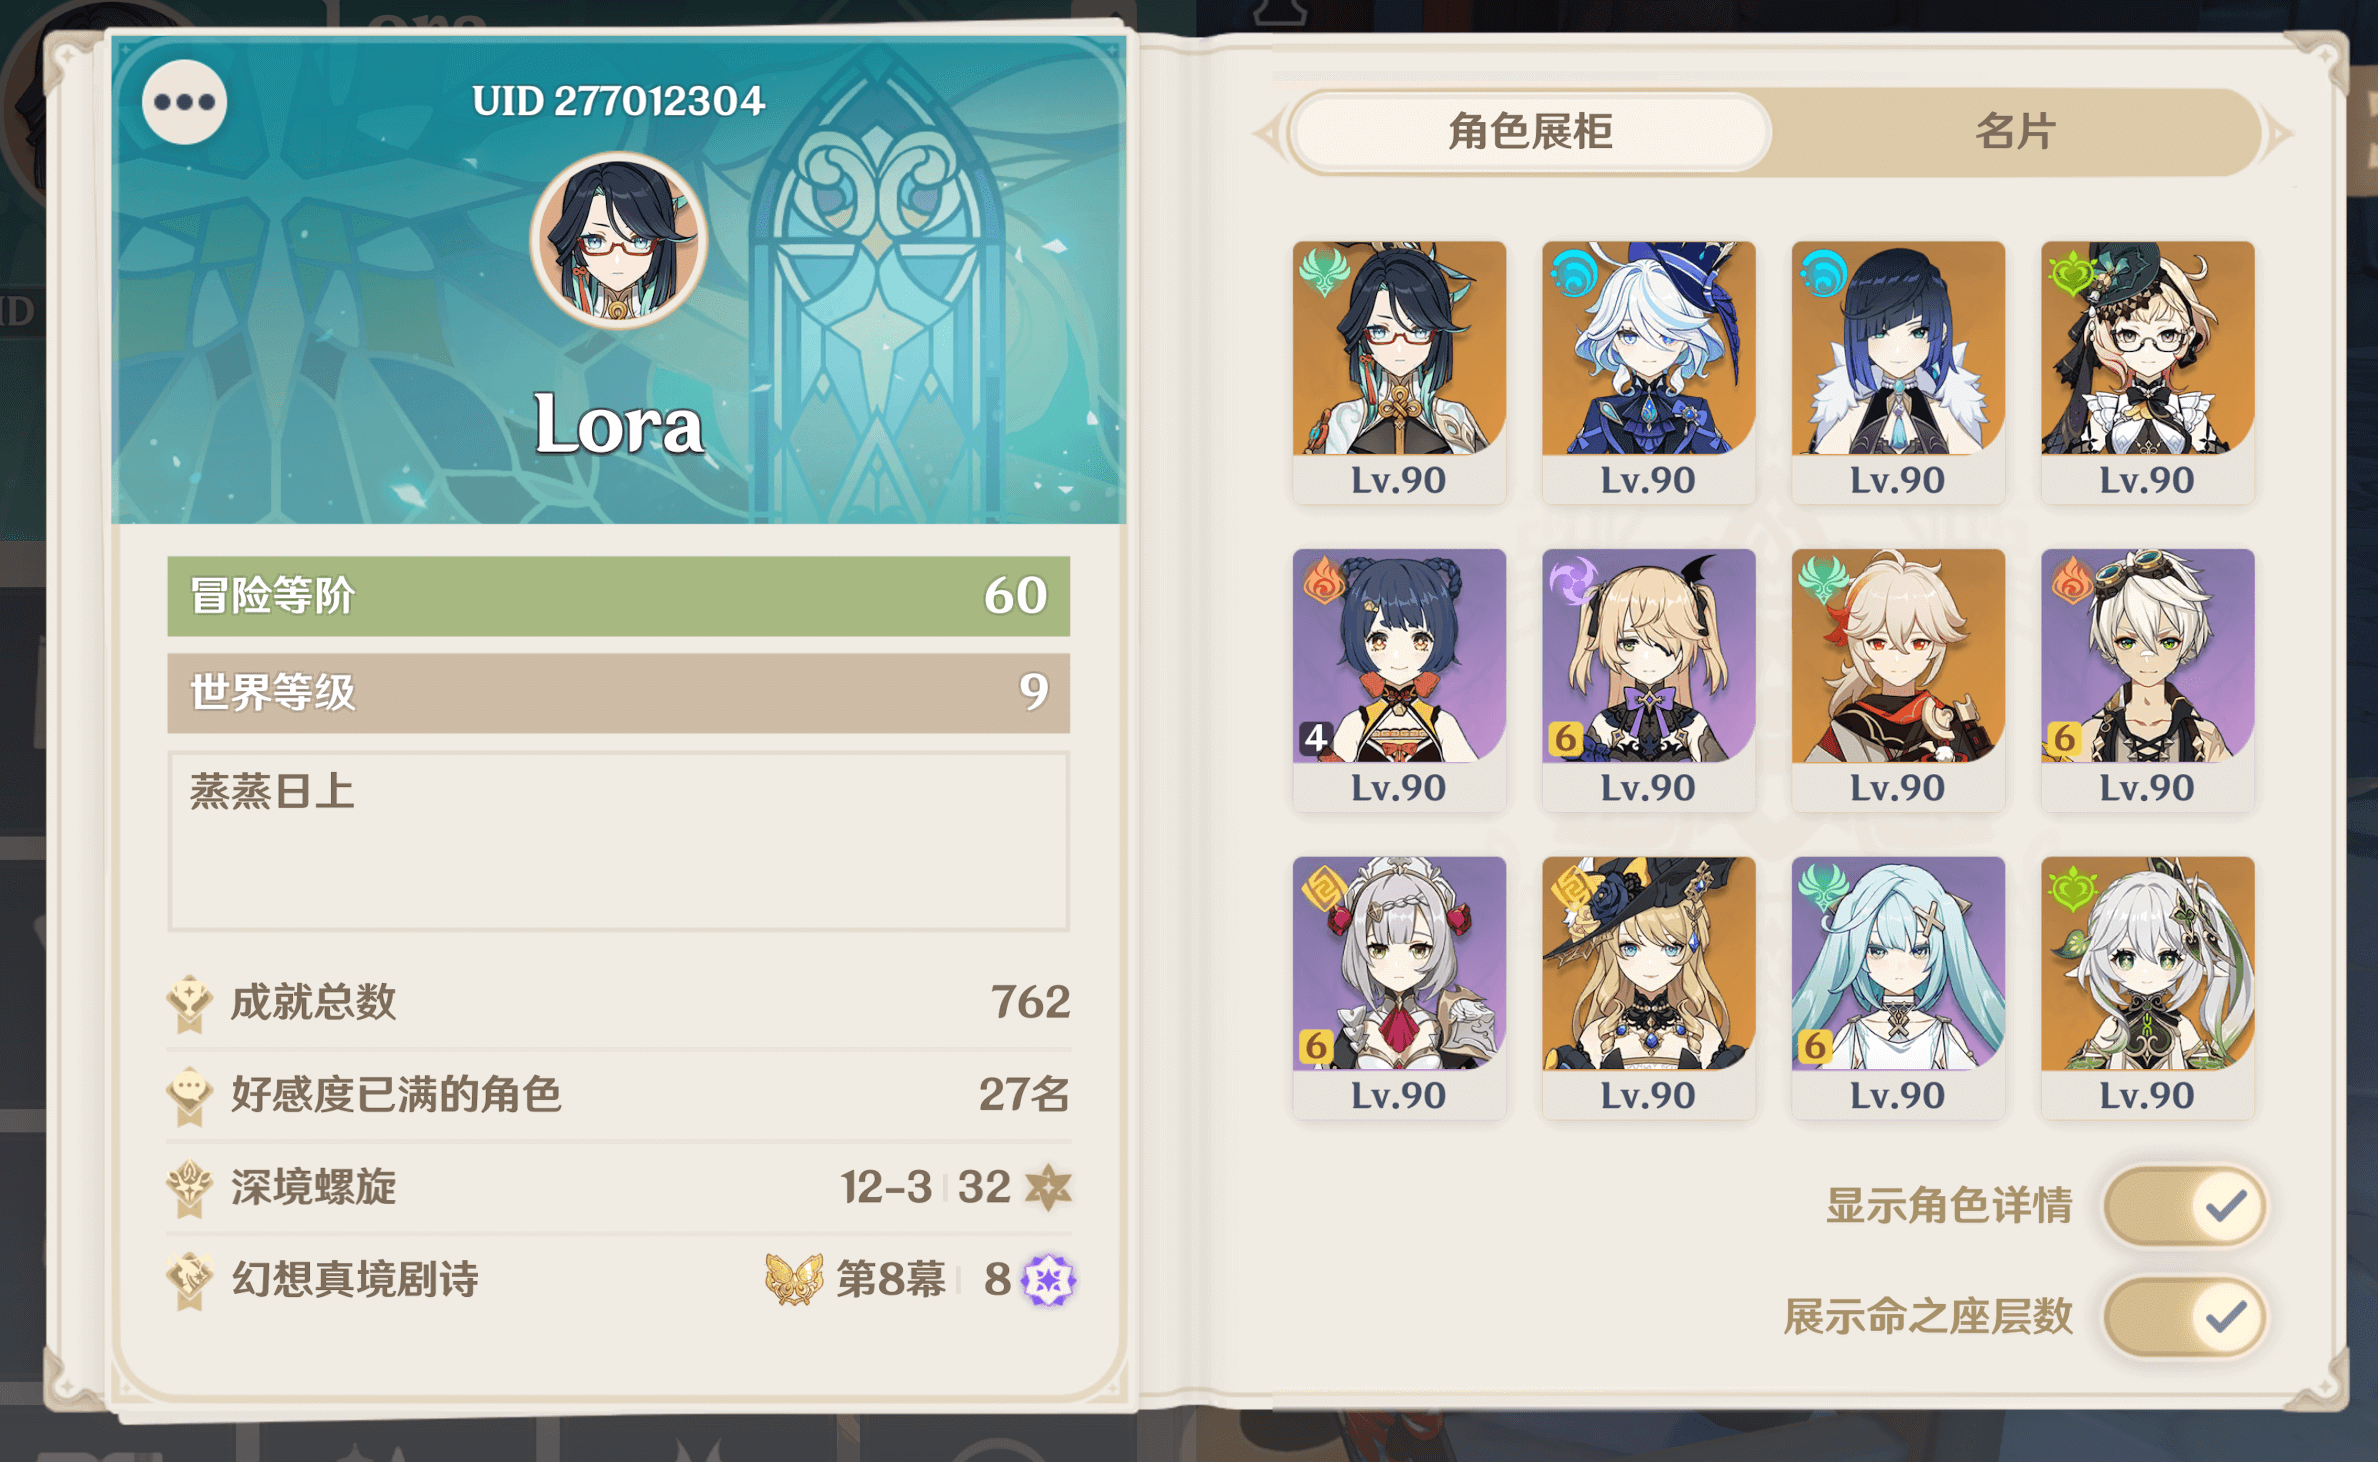 UID 277012304
Lora
冒险等阶 60
世界等级 9
蒸蒸日上
成就总数 762
好感度已满的角色 27名
深境螺旋 12-3 32
幻想真境剧诗 第8幕 8
角色展柜 名片
Lv.90 Lv.90 Lv.90 Lv.90
4 6 6
Lv.90 Lv.90 Lv.90 Lv.90
6 6
Lv.90 Lv.90 Lv.90 Lv.90
显示角色详情
展示命之座层数
Lora
ID